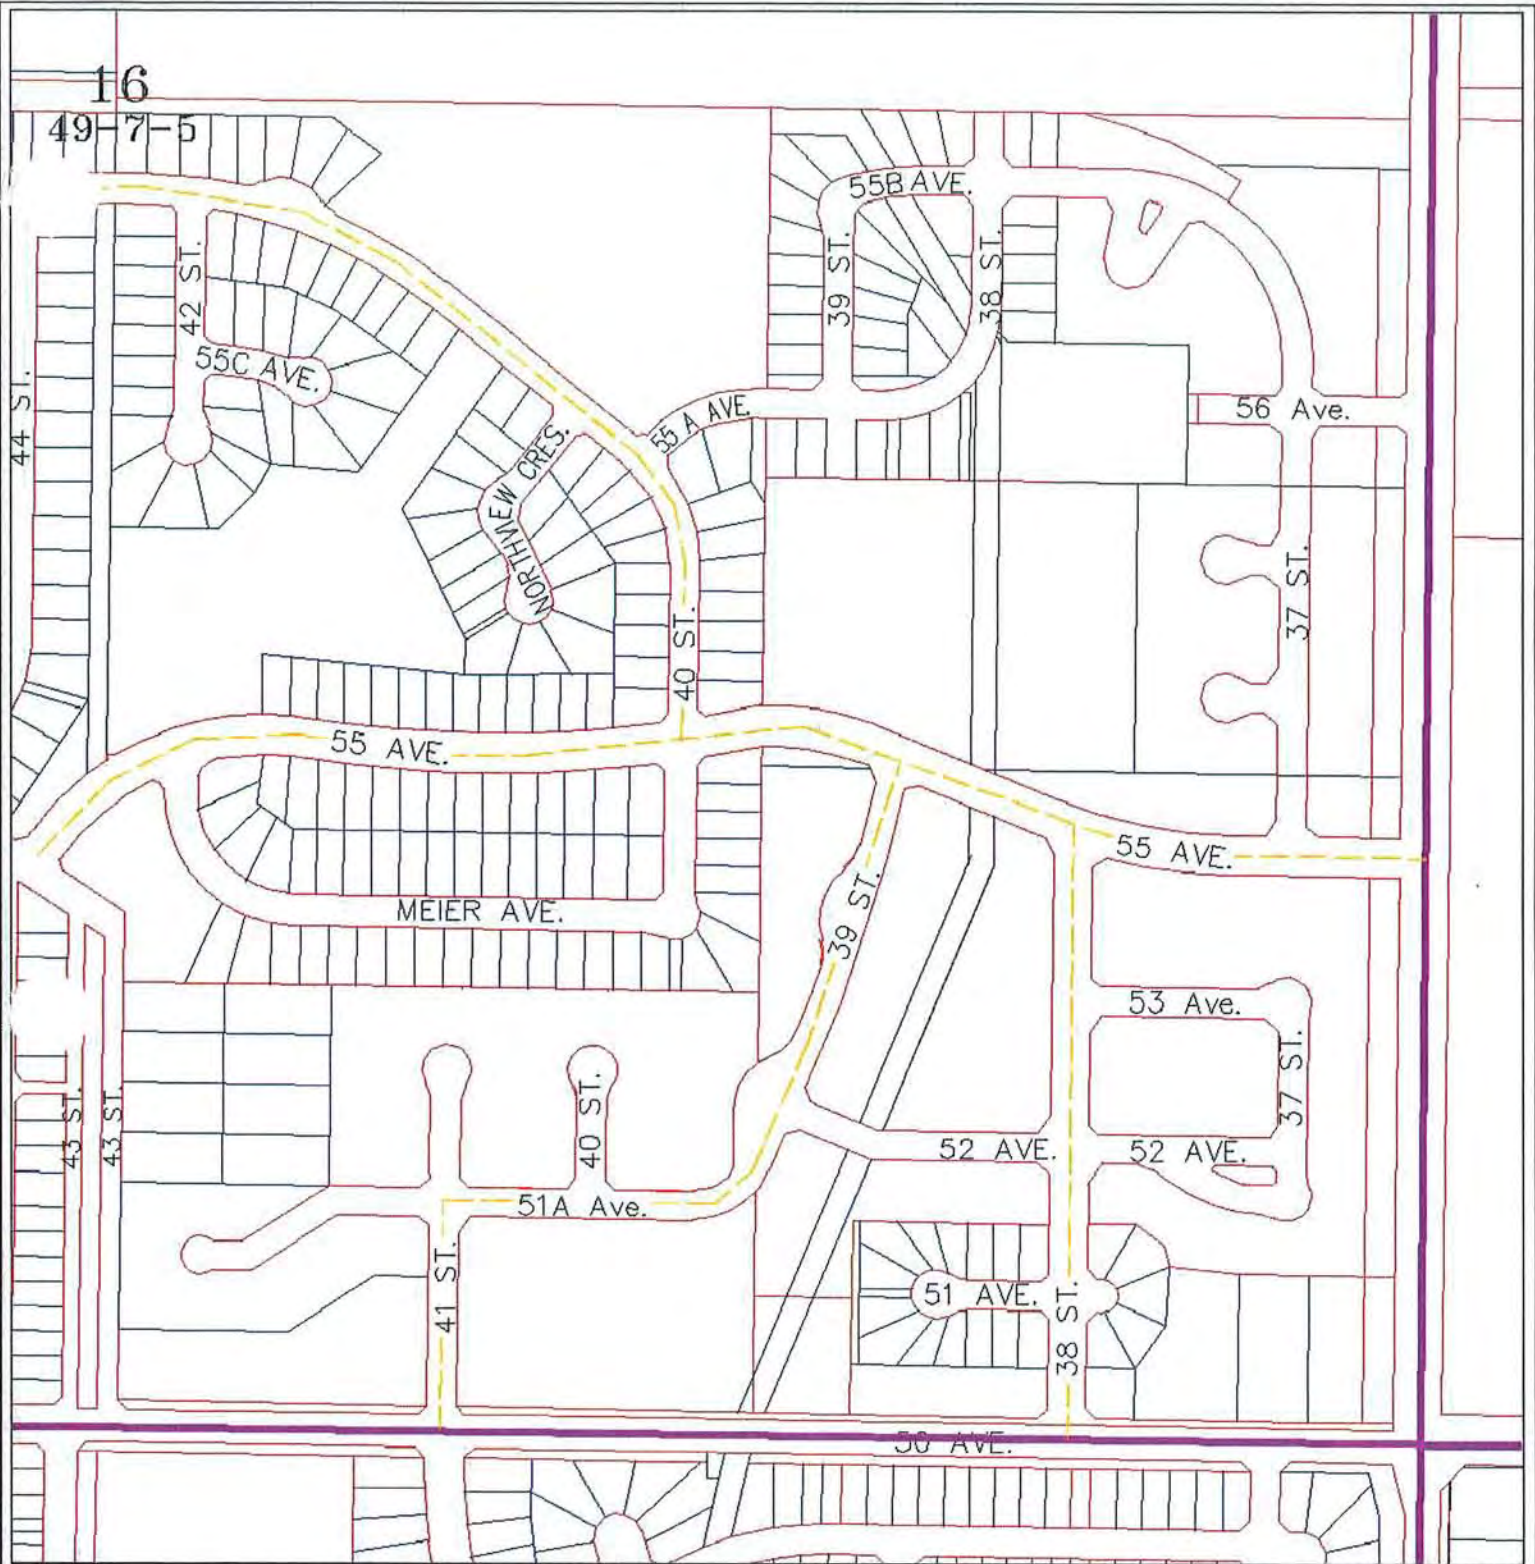 16
49-7-5
55B AVE.
42 ST.
39 ST.
38 ST.
55C AVE.
44 ST.
55 A AVE.
56 Ave.
NORTHVIEW CRES.
37 ST.
40 ST.
55 AVE.
55 AVE.
MEIER AVE.
39 ST.
53 Ave.
37 ST.
43 ST.
43 ST.
40 ST.
52 AVE.
52 AVE.
51A Ave.
41 ST.
51 AVE.
38 ST.
50 AVE.